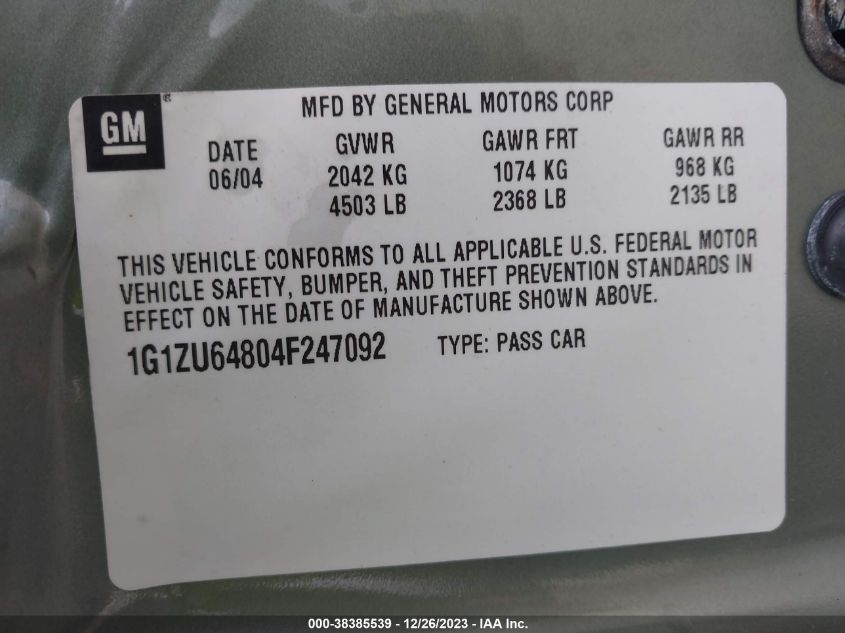 GM
MFD BY GENERAL MOTORS CORP
DATE GVWR GAWR FRT GAWR RR
06/04 2042 KG 1074 KG 968 KG
4503 LB 2368 LB 2135 LB
THIS VEHICLE CONFORMS TO ALL APPLICABLE U.S. FEDERAL MOTOR
VEHICLE SAFETY, BUMPER, AND THEFT PREVENTION STANDARDS IN
EFFECT ON THE DATE OF MANUFACTURE SHOWN ABOVE.
1G1ZU64804F247092 TYPE: PASS CAR
000-38385539 - 12/26/2023 - IAA Inc.